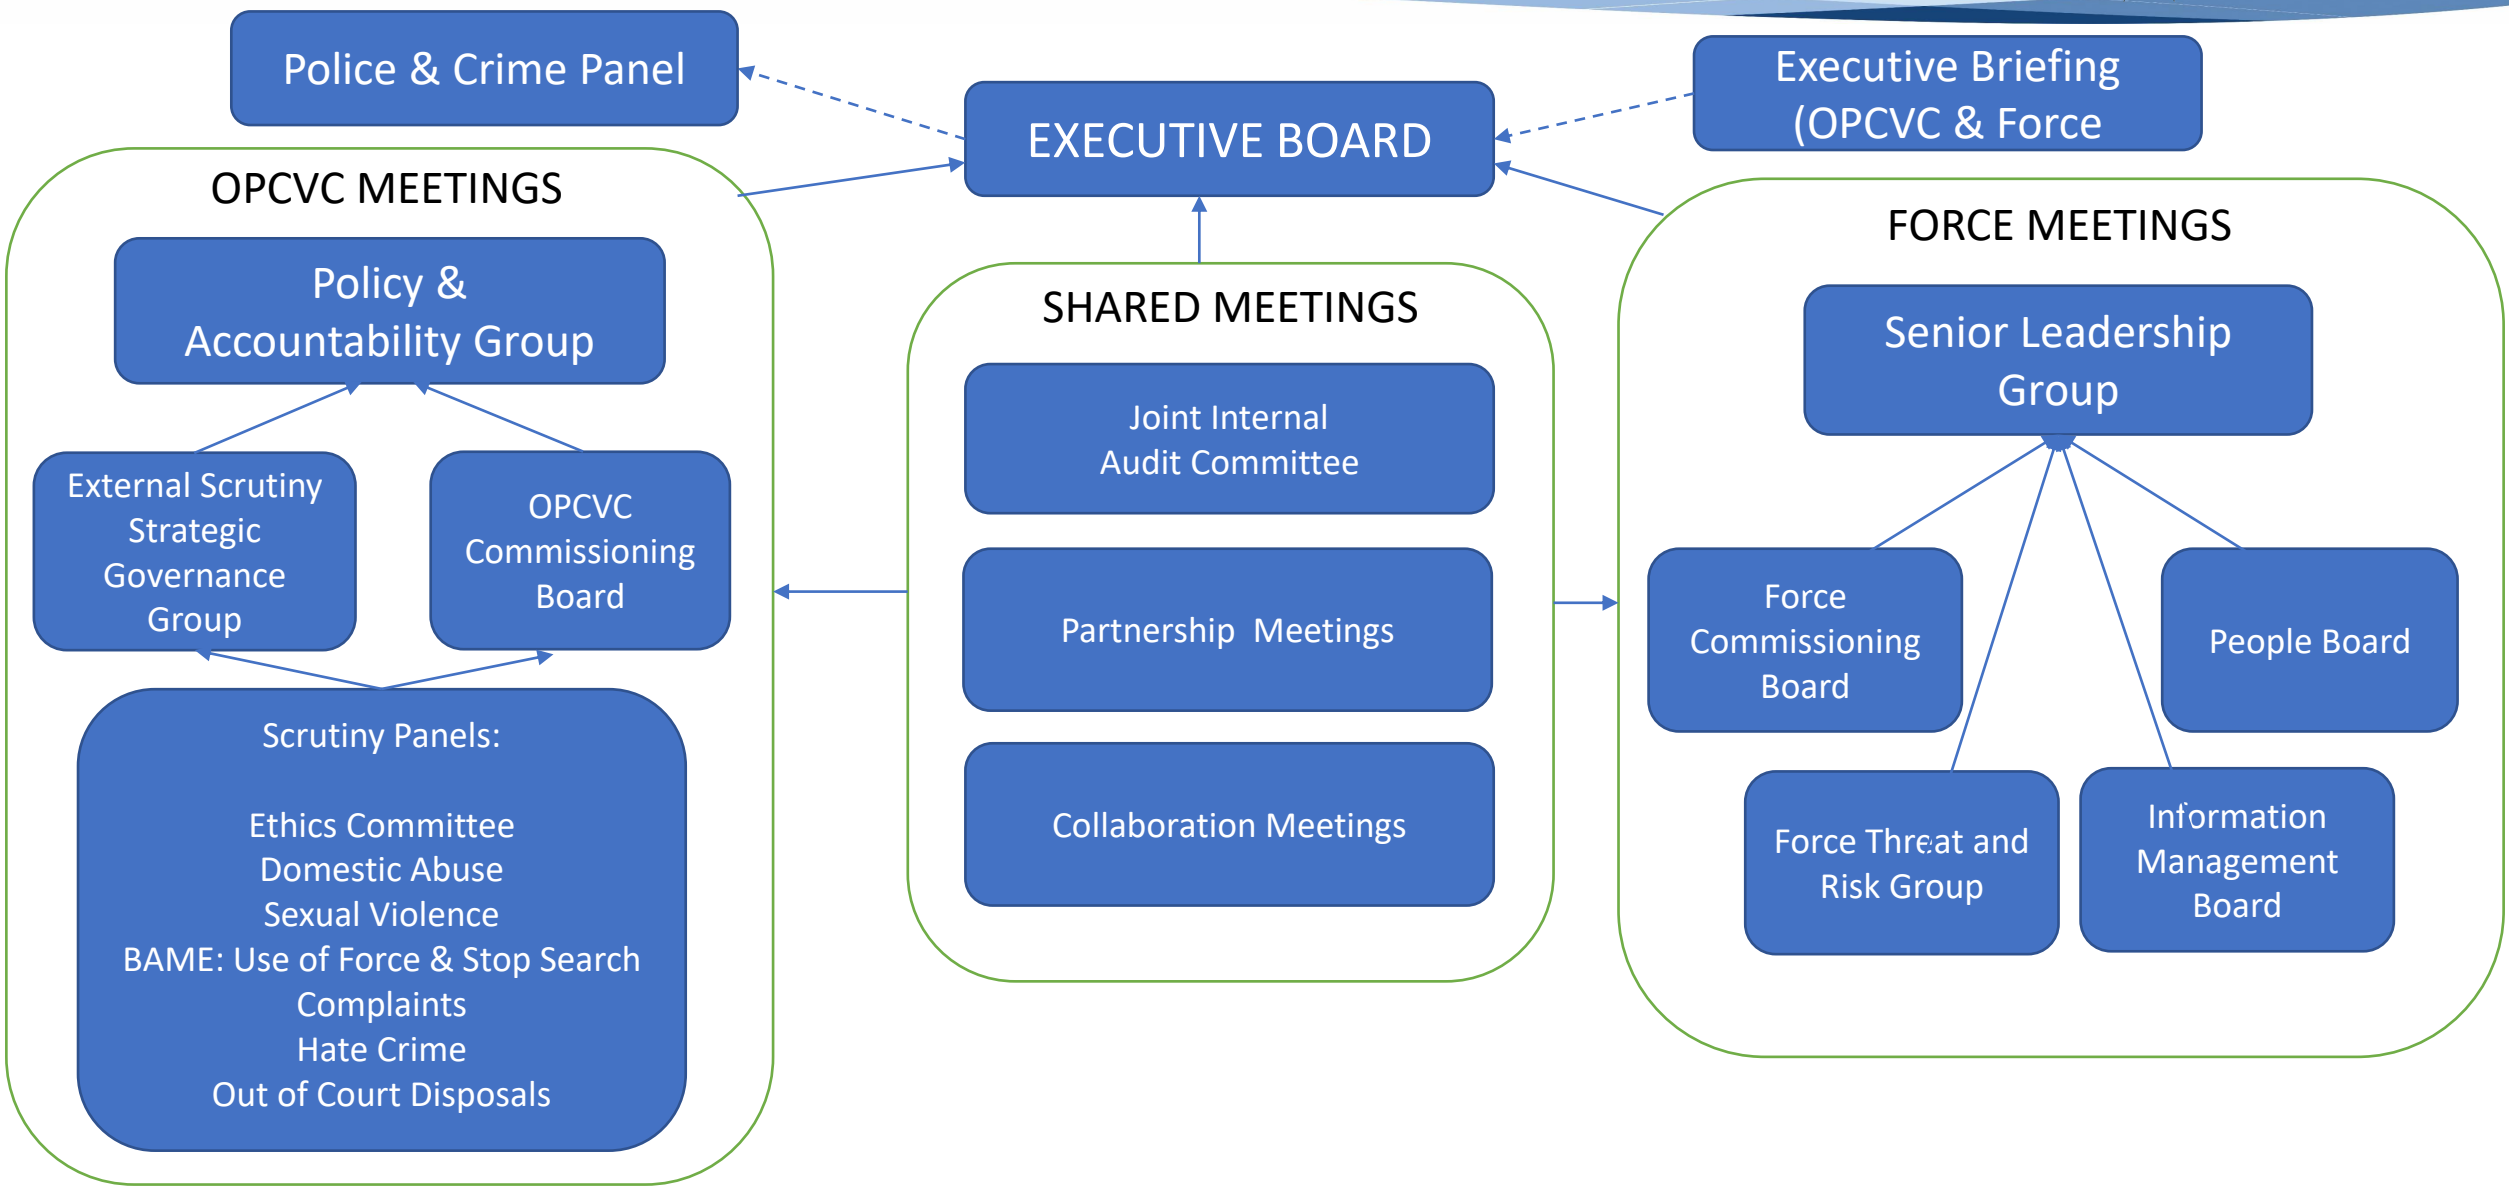 Police & Crime Panel
EXECUTIVE BOARD
Executive Briefing
(OPCVC & Force
OPCVC MEETINGS
Policy &
Accountability Group
External Scrutiny
Strategic
Governance
Group
OPCVC
Commissioning
Board
Scrutiny Panels:
Ethics Committee
Domestic Abuse
Sexual Violence
BAME: Use of Force & Stop Search
Complaints
Hate Crime
Out of Court Disposals
SHARED MEETINGS
Joint Internal
Audit Committee
Partnership  Meetings
Collaboration Meetings
FORCE MEETINGS
Senior Leadership
Group
Force
Commissioning
Board
People Board
Force Threat and
Risk Group
Information
Management
Board